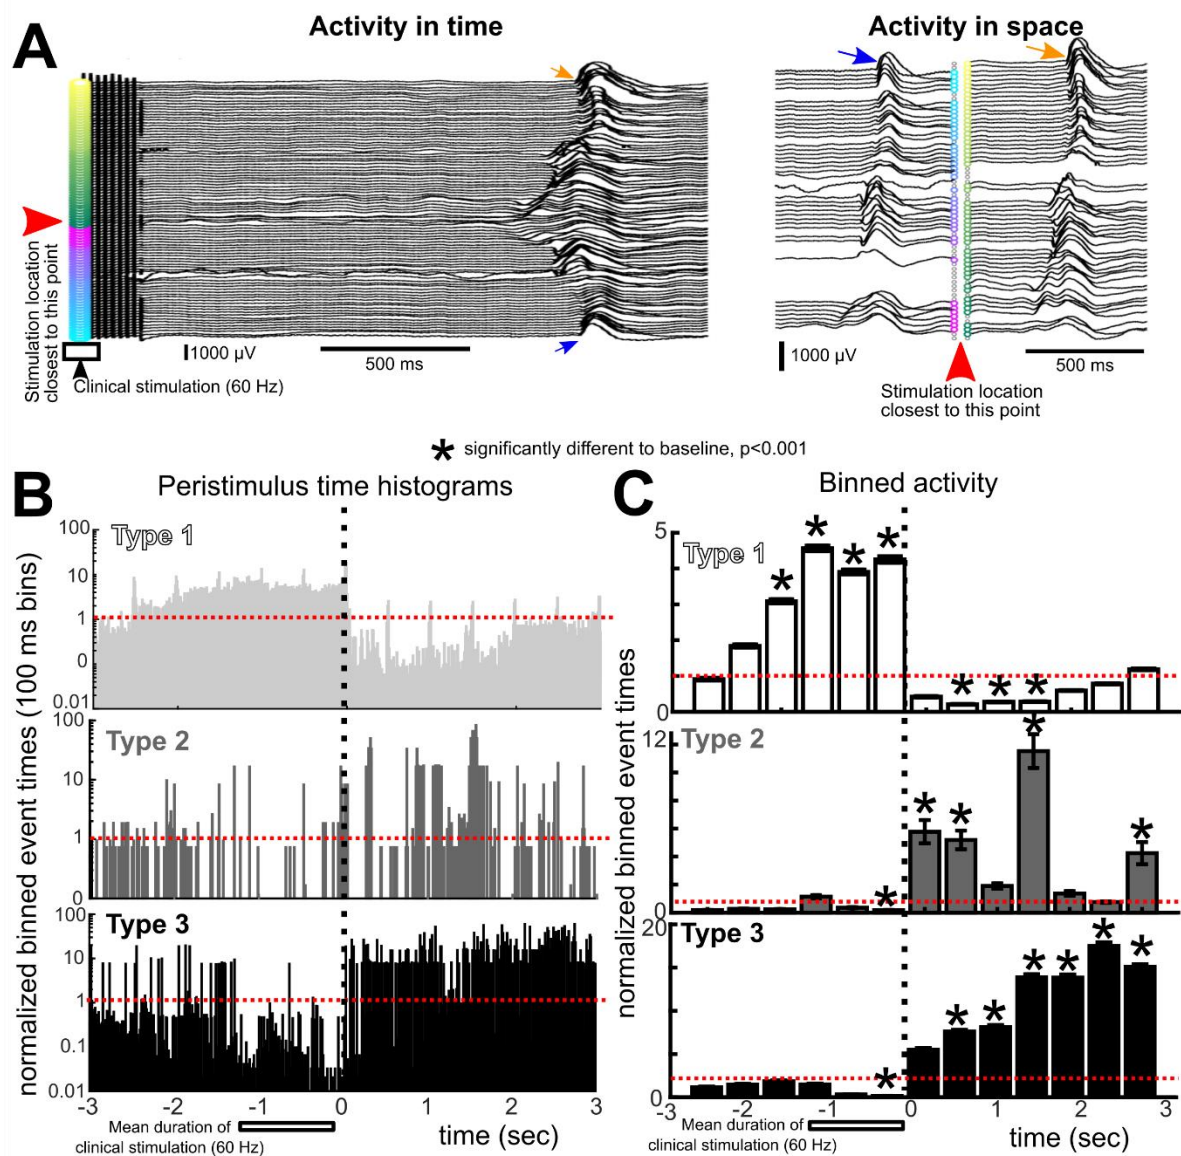 A
Activity in time
Activity in space
Stimulation location
closest to this point
1000 µV
500 ms
Clinical stimulation (60 Hz)
1000 µV
500 ms
Stimulation location
closest to this point
* significantly different to baseline, p<0.001
B
Peristimulus time histograms
normalized binned event times (100 ms bins)
Type 1
100
10
1
0
0.01
Type 2
100
10
1
0
Type 3
100
10
1
0.1
0.01
-3 -2 -1 0 1 2 3
Mean duration of
clinical stimulation (60 Hz)
time (sec)
C
Binned activity
normalized binned event times
Type 1
5
0
* * * * * * *
Type 2
12
0
* * * * *
Type 3
20
0
* * * * * * *
-3 -2 -1 0 1 2 3
Mean duration of
clinical stimulation (60 Hz)
time (sec)